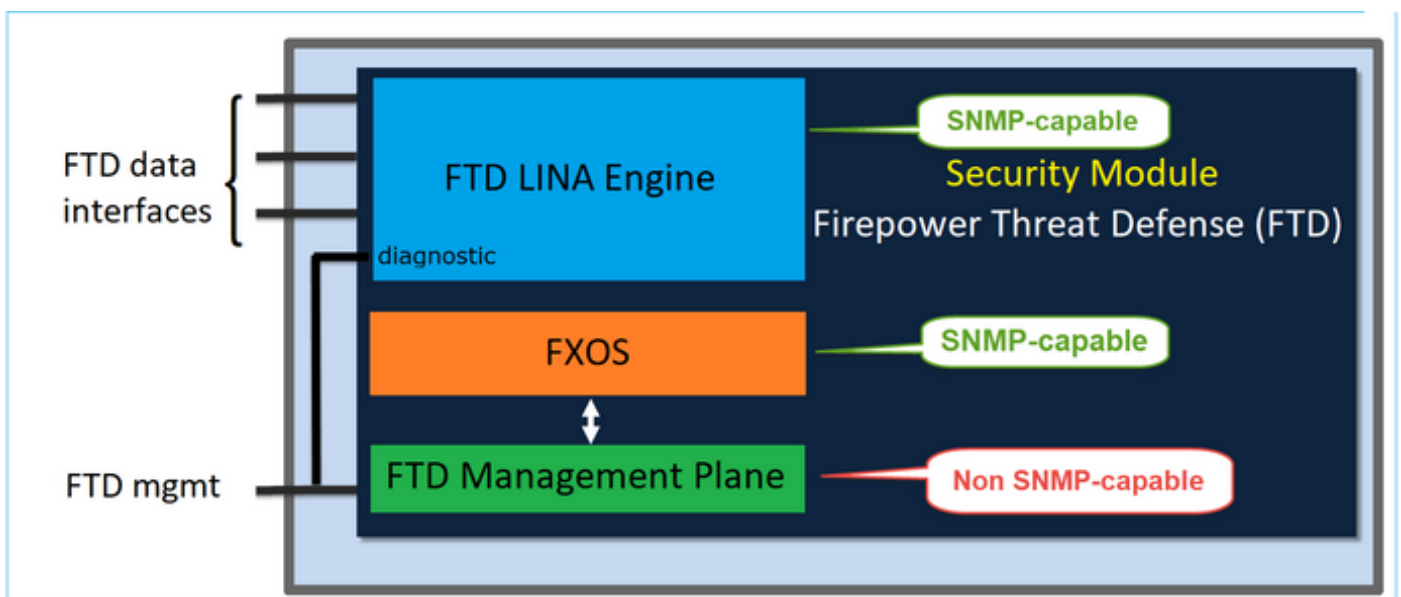 FTD data
interfaces
FTD LINA Engine
diagnostic
SNMP-capable
Security Module
Firepower Threat Defense (FTD)
FXOS
SNMP-capable
FTD mgmt
FTD Management Plane
Non SNMP-capable